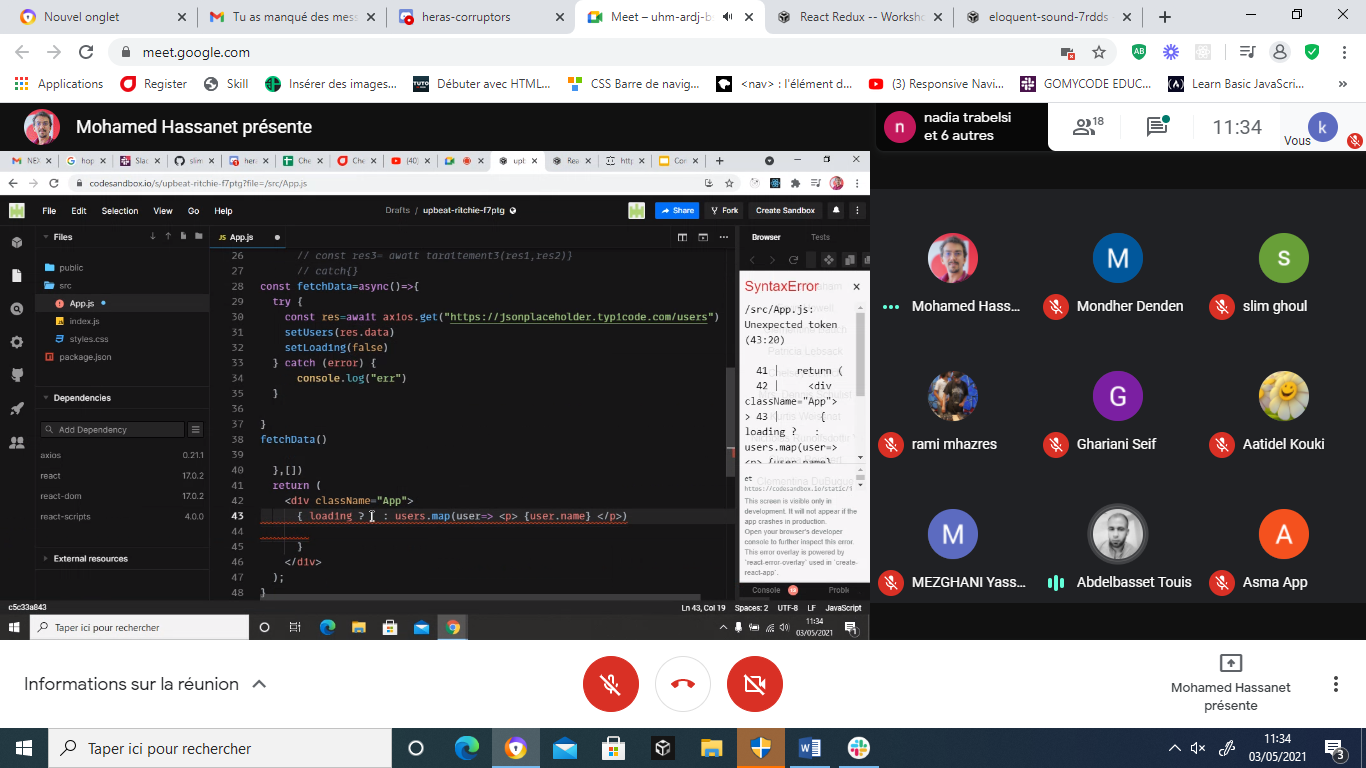 Nouvel onglet
Tu as manqué des mess
heras-corruptors
Meet – uhm-ardj-b
React Redux -- Worksho
eloquent-sound-7rdds
meet.google.com
Applications
Register
Skill
Insérer des images...
Débuter avec HTML...
CSS Barre de navig...
<nav> : l'élément d...
(3) Responsive Navi...
GOMYCODE EDUC...
Learn Basic JavaScri...
Mohamed Hassanet présente
nadia trabelsi
et 6 autres
18
11:34
Vous
codesandbox.io/s/upbeat-ritchie-f7ptg?file=/src/App.js
File Edit Selection View Go Help
Drafts / upbeat-ritchie-f7ptg
Share
Fork
Create Sandbox
Files
App.js
Browser
Tests
public
src
App.js
index.js
styles.css
package.json
Dependencies
Add Dependency
axios 0.21.1
react 17.0.2
react-dom 17.0.2
react-scripts 4.0.0
External resources
26 // const res3= await taraitement3(res1,res2)}
27 // catch{}
28 const fetchData=async()=>{
29 try {
30 const res=await axios.get("https://jsonplaceholder.typicode.com/users")
31 setUsers(res.data)
32 setLoading(false)
33 } catch (error) {
34 console.log("err")
35 }
36
37 }
38 fetchData()
39
40 },[])
41 return (
42 <div className="App">
43 { loading ? : users.map(user=> <p> {user.name} </p>)
44
45 }
46 </div>
47 );
48 }
SyntaxError
/src/App.js:
Unexpected token
(43:20)
41 | return (
42 | <div
className="App">
> 43 | {
loading ? :
users.map(user=>
<p> {user.name}
This screen is visible only in
development. It will not appear if the
app crashes in production.
Open your browser's developer
console to further inspect this error.
This error overlay is powered by
`react-error-overlay` used in `create-
react-app`.
Console
Probl
c5c33a843
Ln 43, Col 19 Spaces: 2 UTF-8 LF JavaScript
Taper ici pour rechercher
11:34
03/05/2021
Mohamed Hass...
Mondher Denden
slim ghoul
rami mhazres
Ghariani Seif
Aatidel Kouki
MEZGHANI Yass...
Abdelbasset Touis
Asma App
Informations sur la réunion
Mohamed Hassanet
présente
Taper ici pour rechercher
11:34
03/05/2021
3